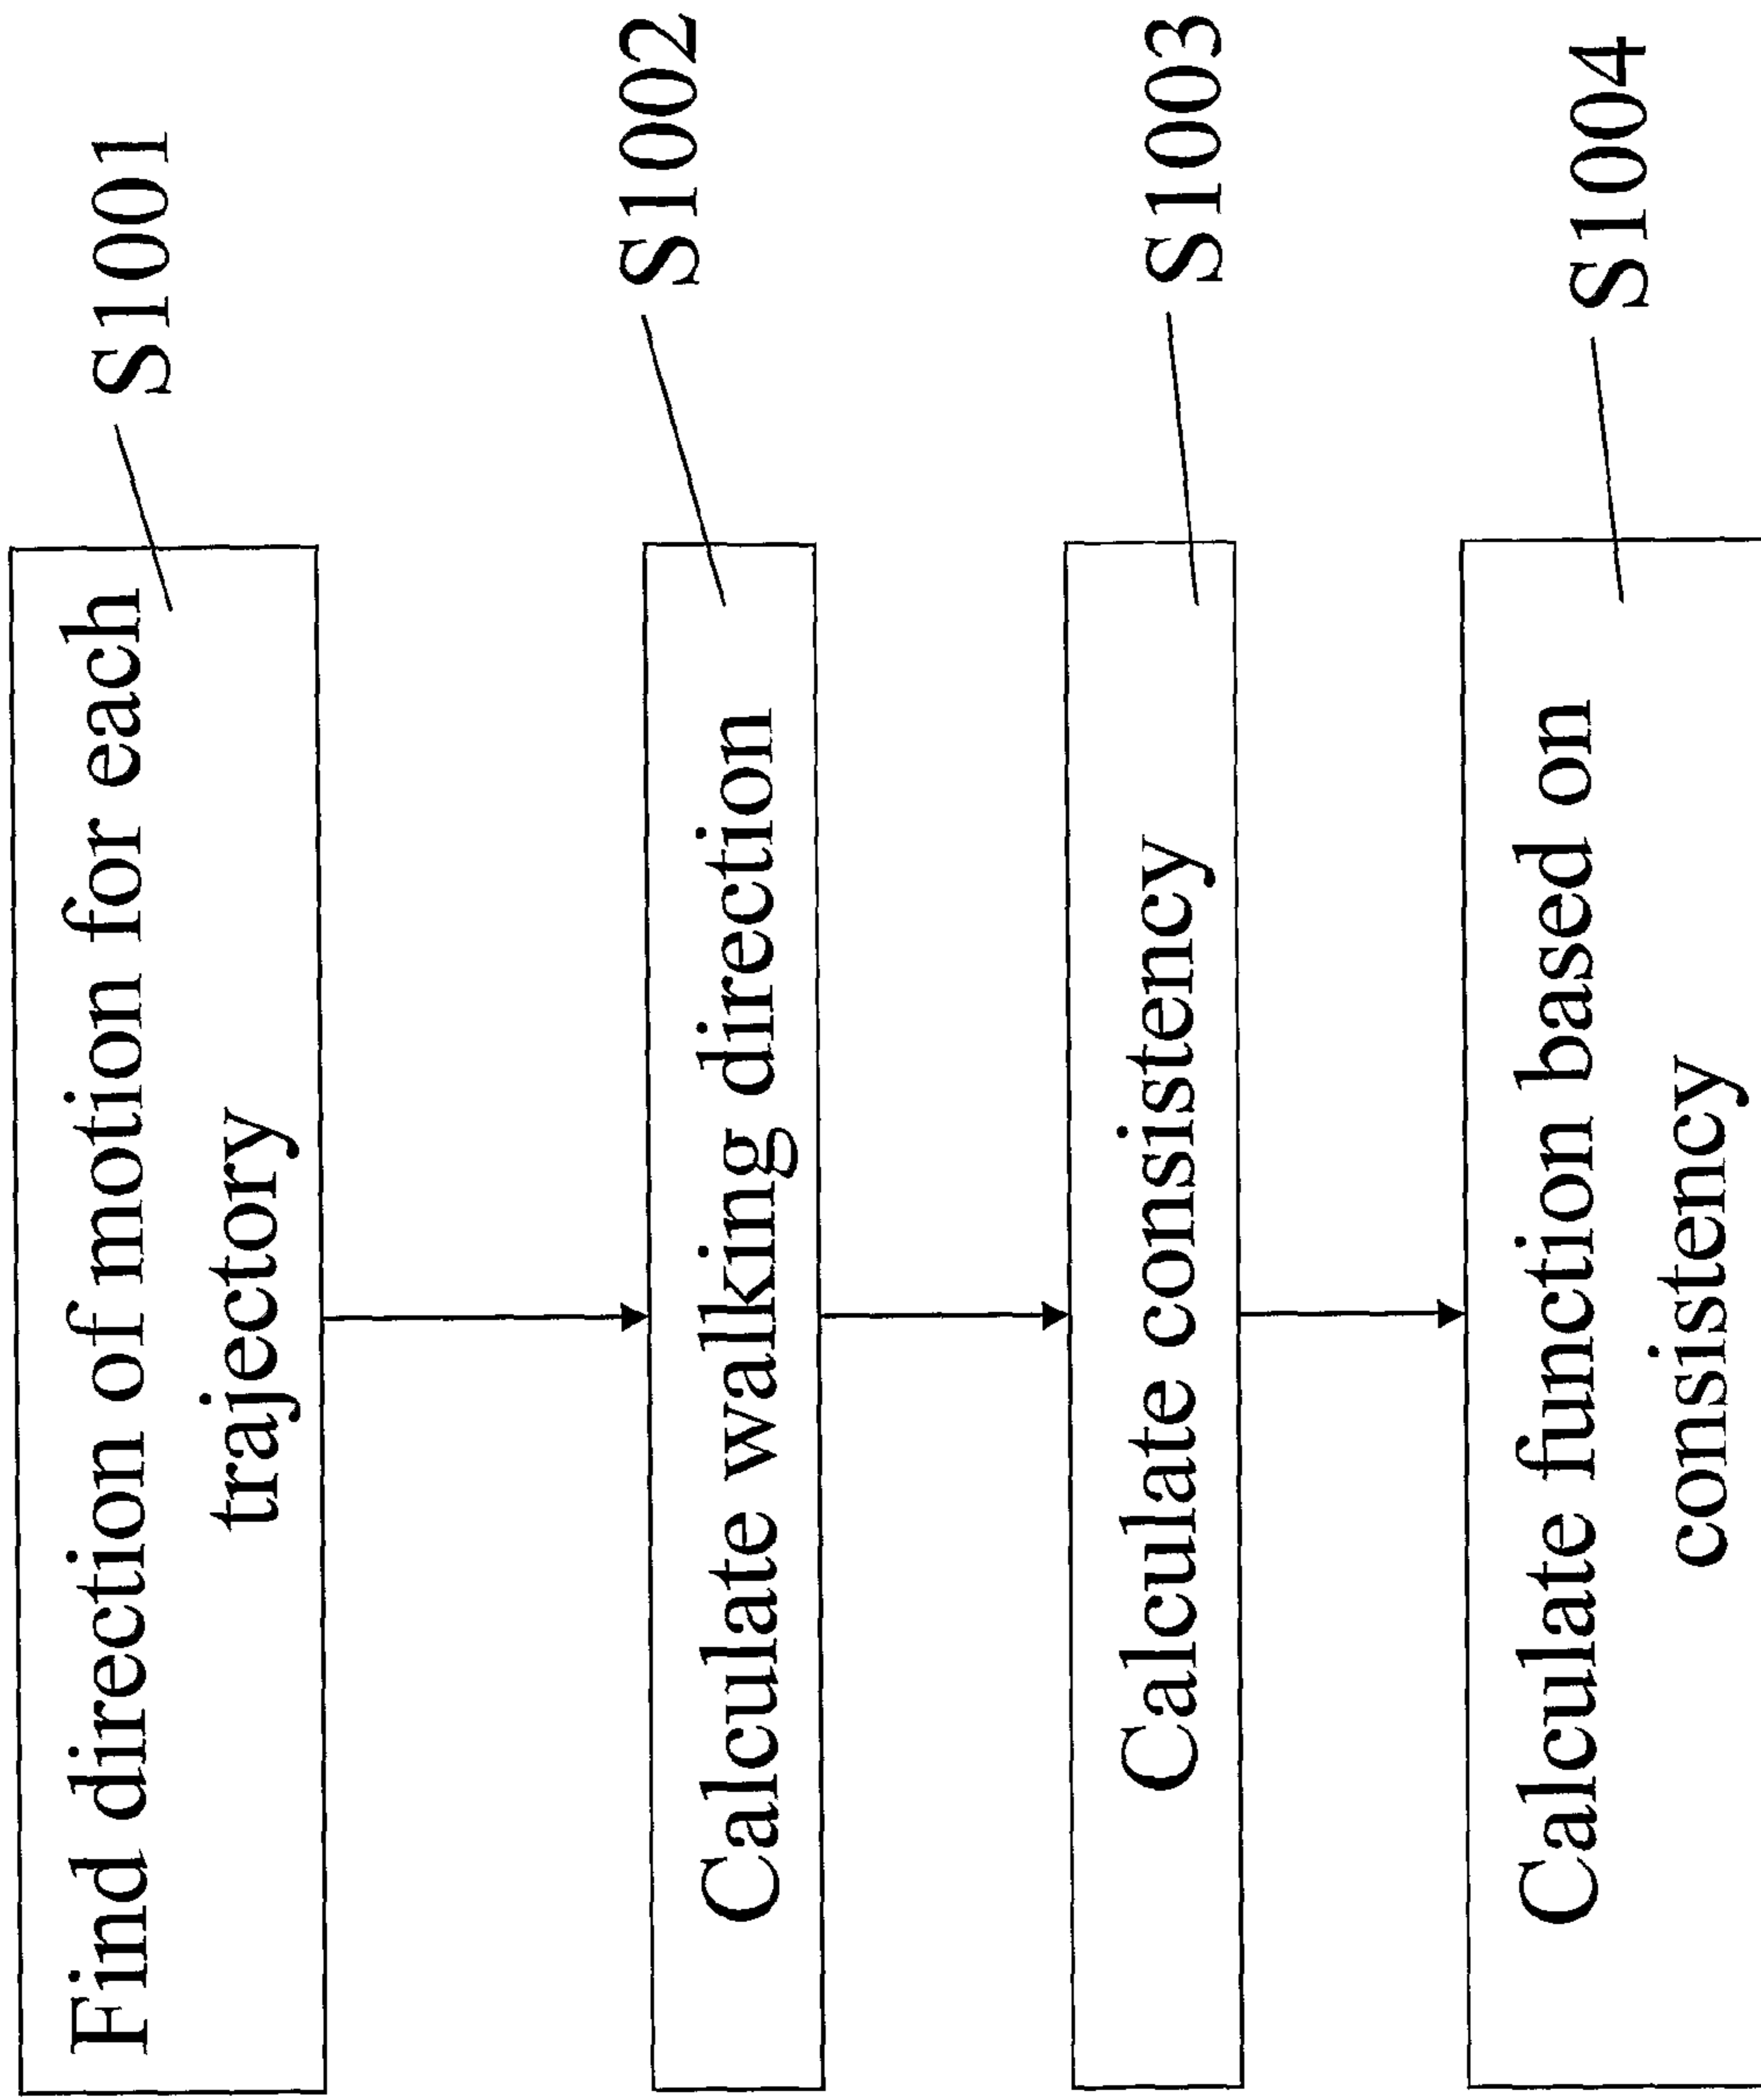 Find direction of motion for each
trajectory
S1001
Calculate walking direction
S1002
Calculate consistency
S1003
Calculate function based on
consistency
S1004